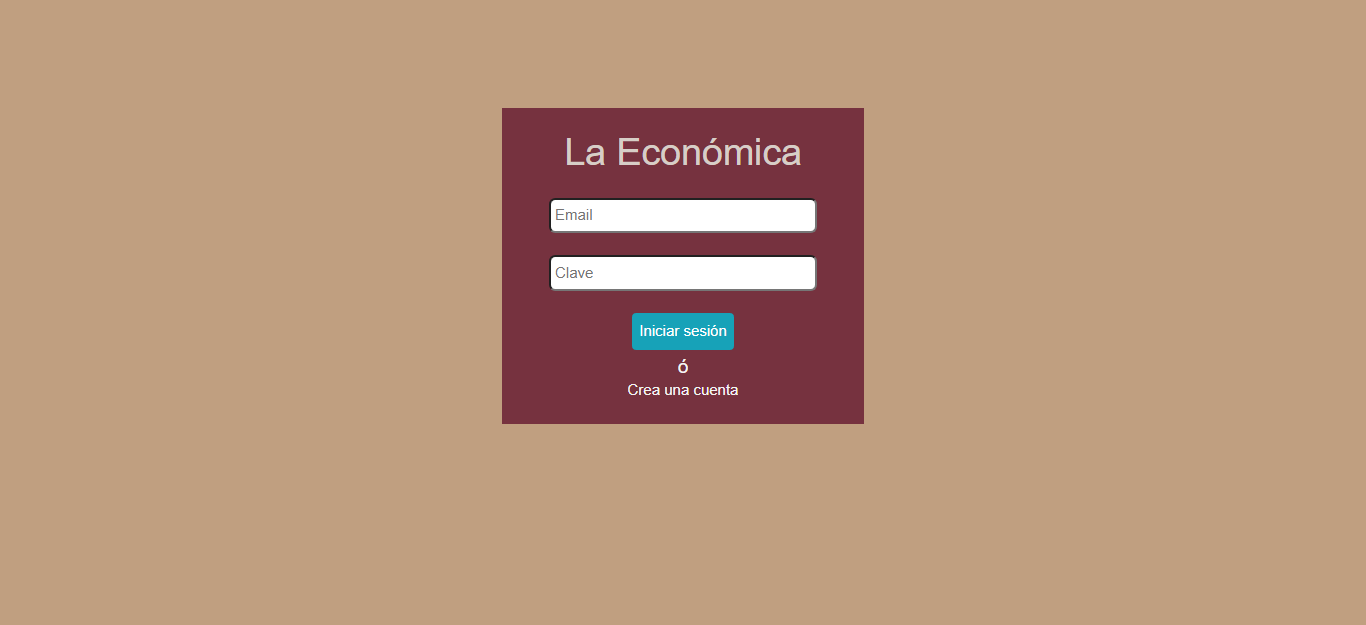 La Económica
Email
Clave
Iniciar sesión
ó
Crea una cuenta